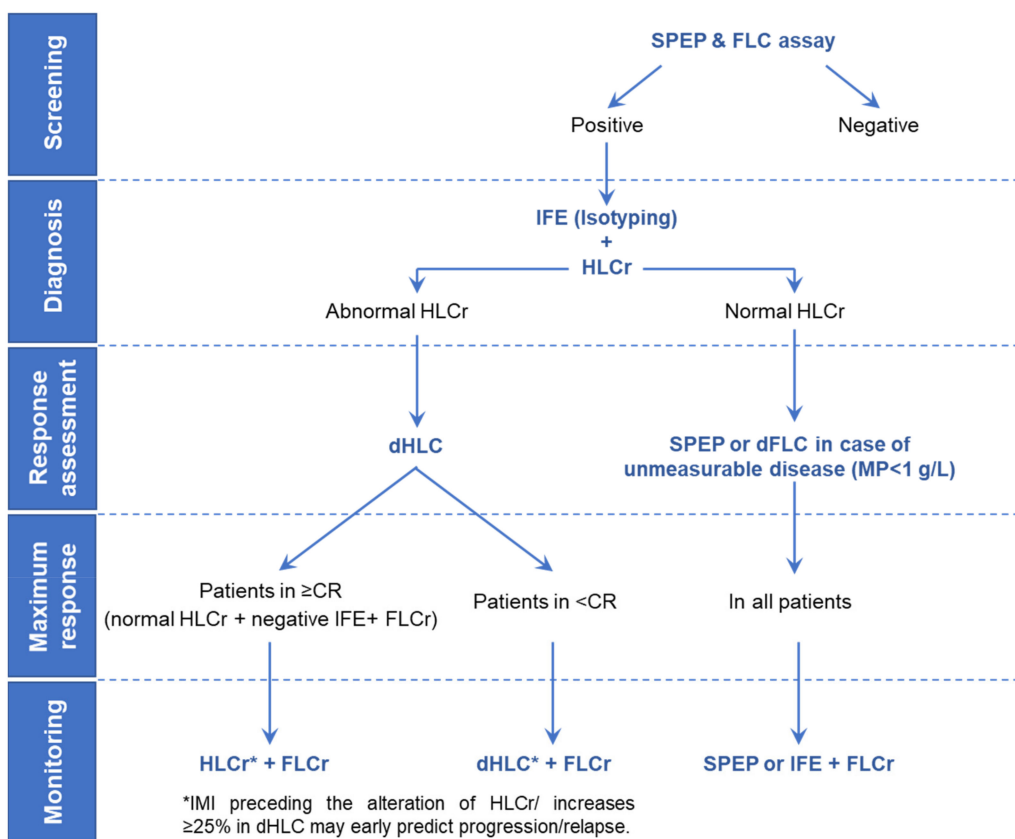 Screening
SPEP & FLC assay
Positive
Negative
Diagnosis
IFE (Isotyping)
+
HLCr
Abnormal HLCr
Normal HLCr
Response
assessment
dHLC
SPEP or dFLC in case of
unmeasurable disease (MP<1 g/L)
Maximum
response
Patients in ≥CR
(normal HLCr + negative IFE+ FLCr)
Patients in <CR
In all patients
Monitoring
HLCr* + FLCr
dHLC* + FLCr
SPEP or IFE + FLCr
*IMI preceding the alteration of HLCr/ increases
≥25% in dHLC may early predict progression/relapse.